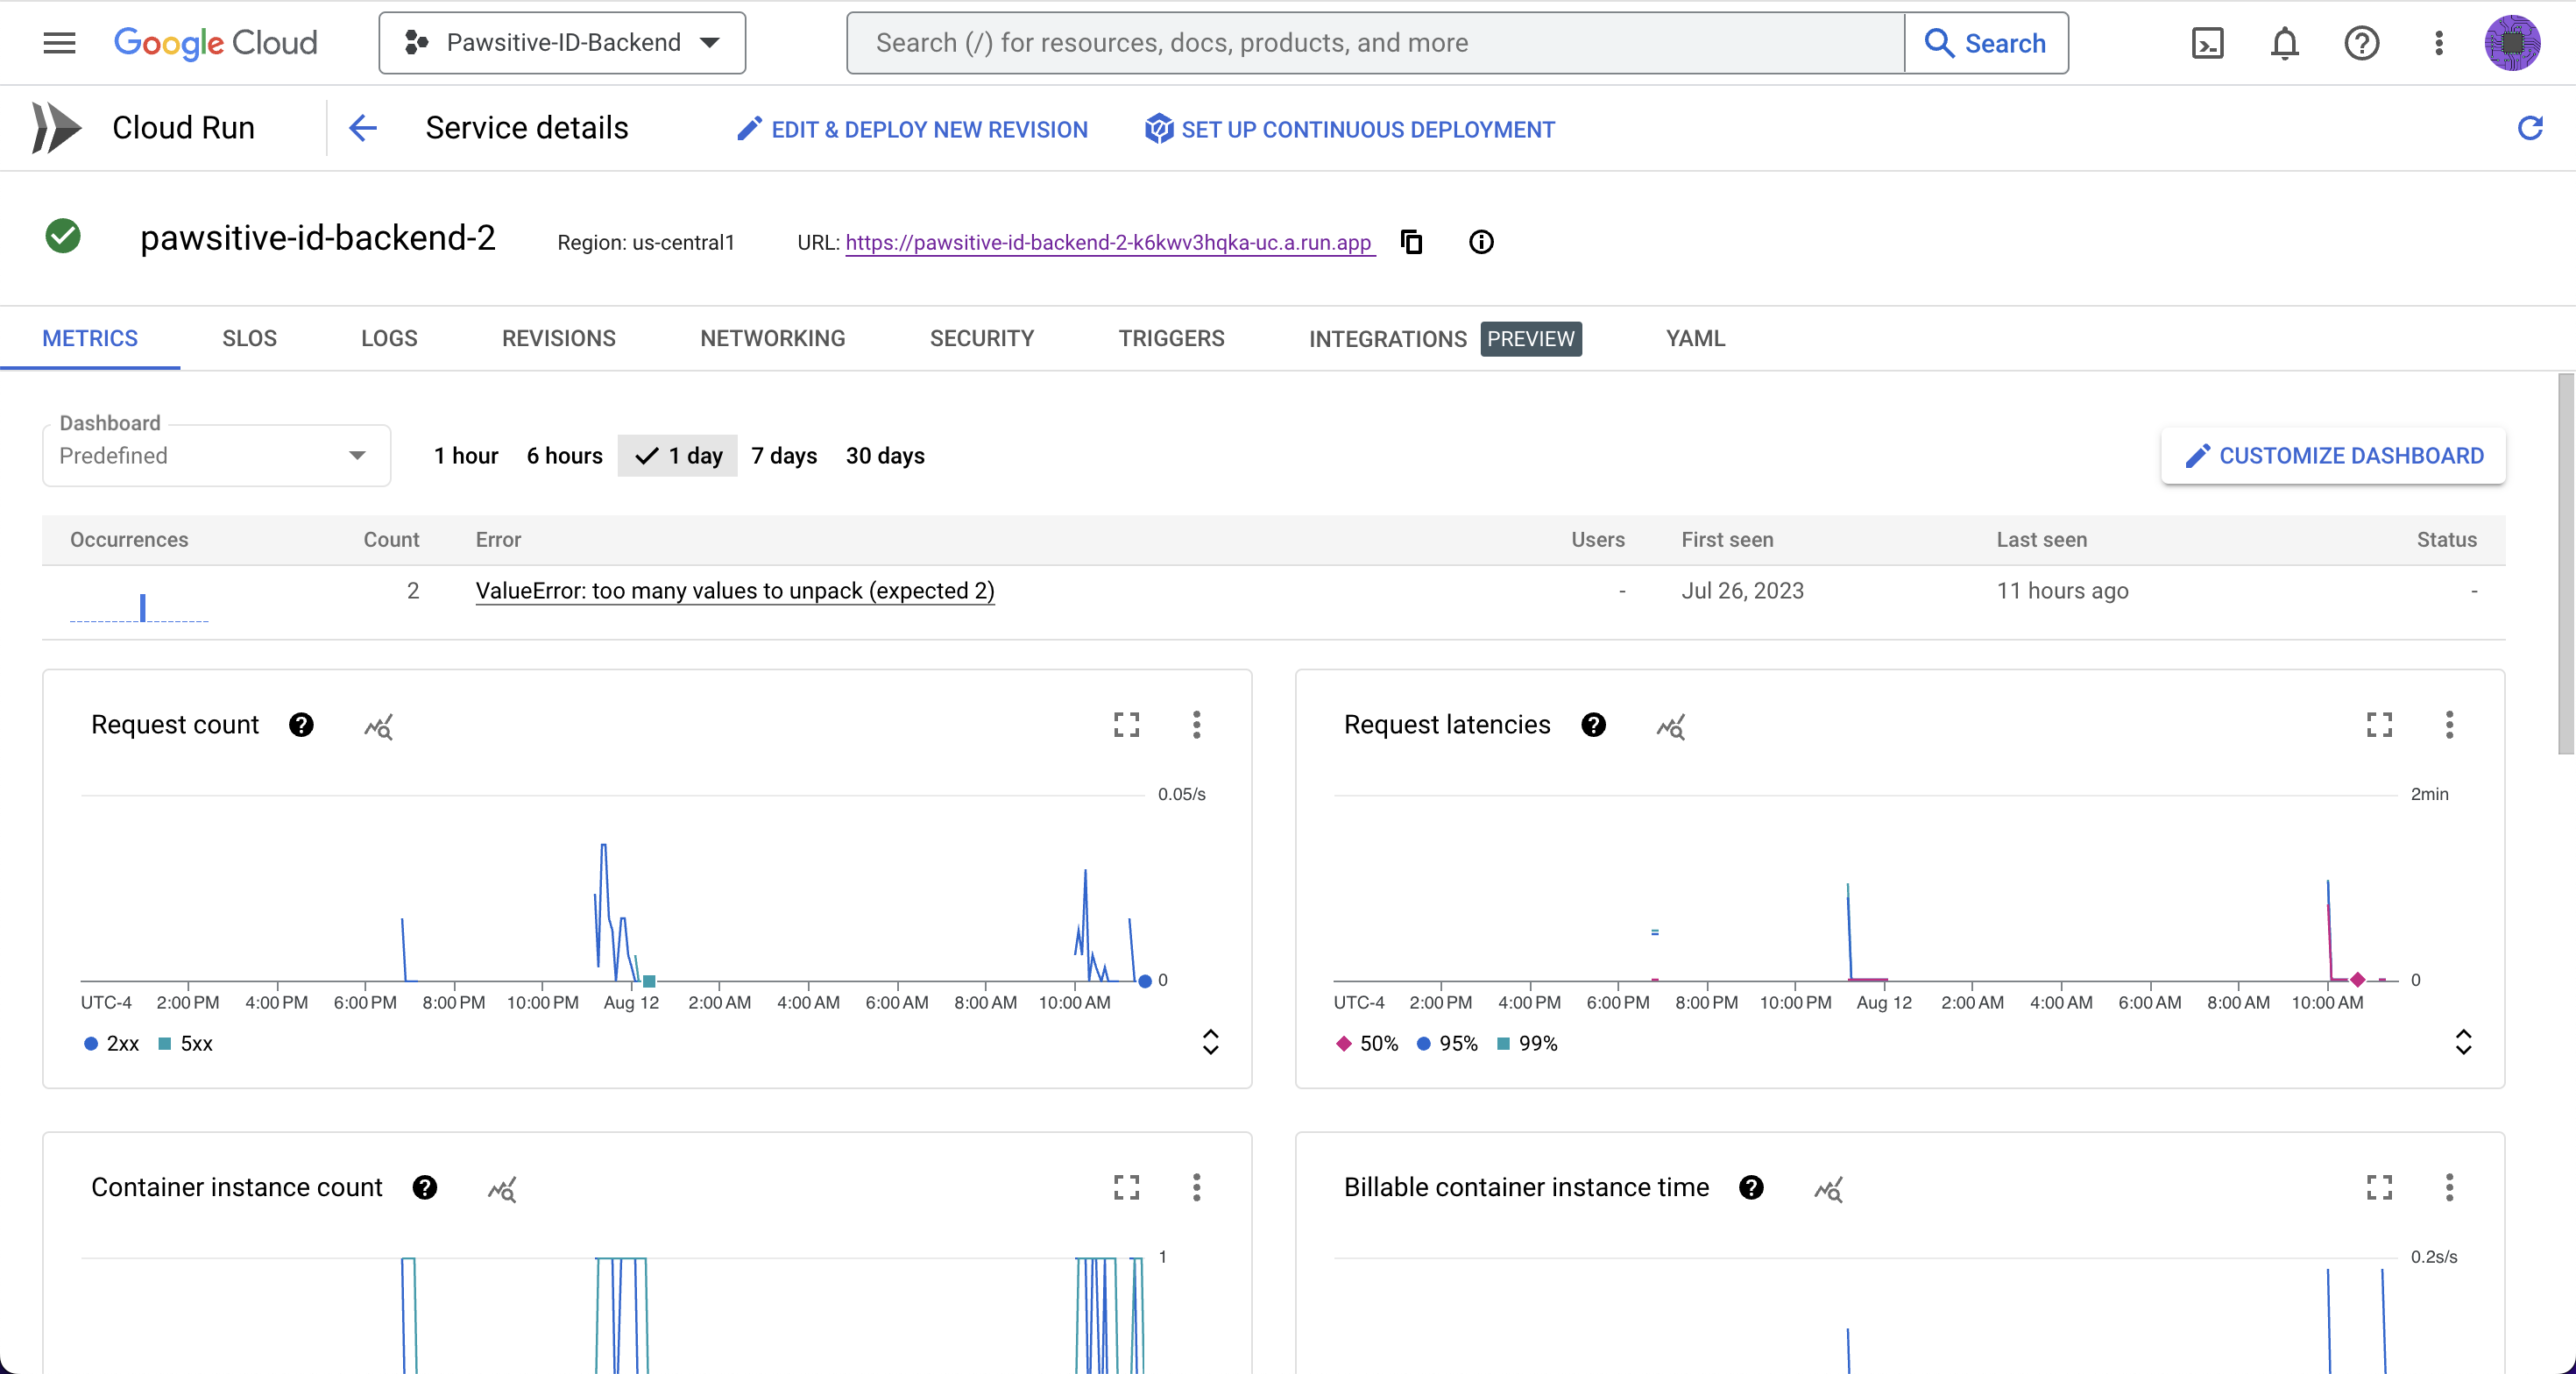 Google Cloud
Pawsitive-ID-Backend
Search (/) for resources, docs, products, and more
Search
Cloud Run
Service details
EDIT & DEPLOY NEW REVISION
SET UP CONTINUOUS DEPLOYMENT
pawsitive-id-backend-2
Region: us-central1
URL: https://pawsitive-id-backend-2-k6kwv3hqka-uc.a.run.app
METRICS SLOS LOGS REVISIONS NETWORKING SECURITY TRIGGERS INTEGRATIONS PREVIEW YAML
Dashboard
Predefined
1 hour 6 hours 1 day 7 days 30 days
CUSTOMIZE DASHBOARD
Occurrences Count Error Users First seen Last seen Status
2 ValueError: too many values to unpack (expected 2) - Jul 26, 2023 11 hours ago -
Request count
0.05/s
0
UTC-4 2:00 PM 4:00 PM 6:00 PM 8:00 PM 10:00 PM Aug 12 2:00 AM 4:00 AM 6:00 AM 8:00 AM 10:00 AM
2xx 5xx
Request latencies
2min
0
UTC-4 2:00 PM 4:00 PM 6:00 PM 8:00 PM 10:00 PM Aug 12 2:00 AM 4:00 AM 6:00 AM 8:00 AM 10:00 AM
50% 95% 99%
Container instance count
1
Billable container instance time
0.2s/s